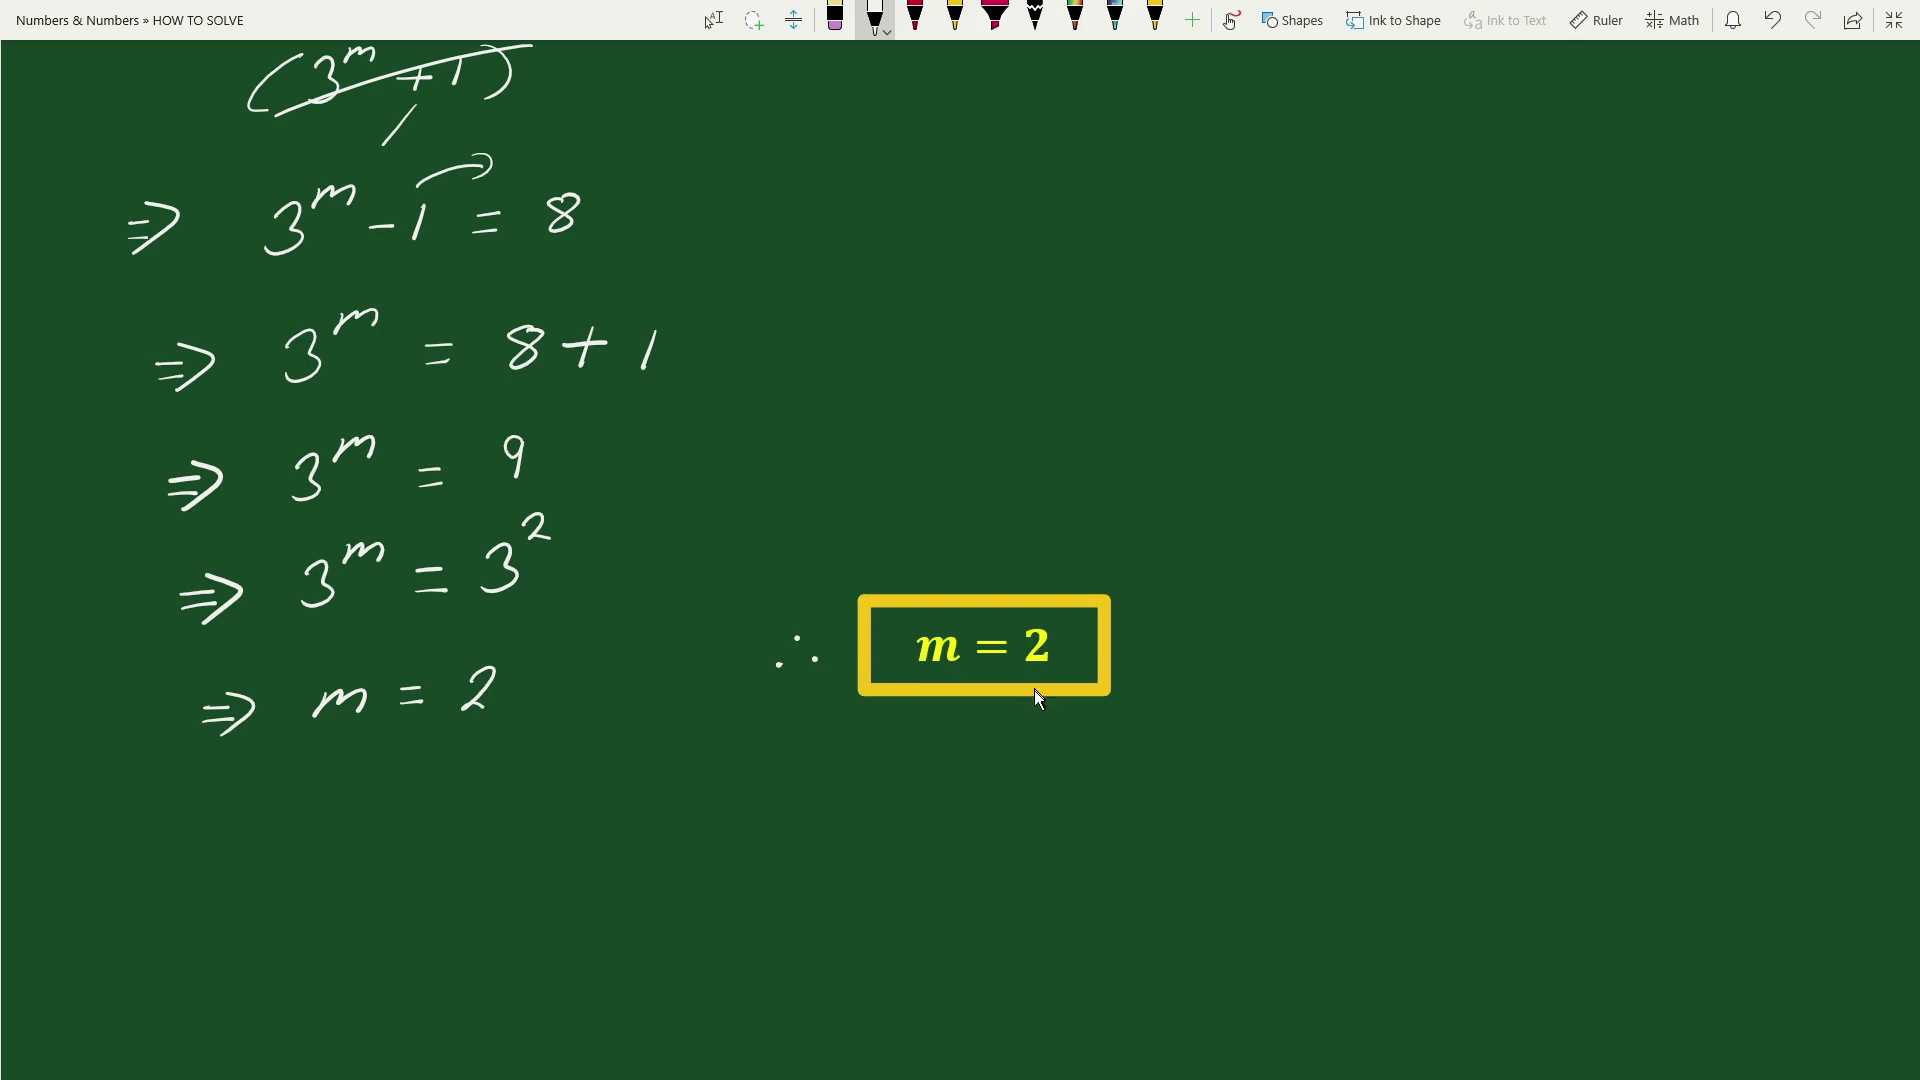 Numbers & Numbers » HOW TO SOLVE
Shapes
Ink to Shape
Ink to Text
Ruler
Math
(3^m + 1)
⇒ 3^m - 1 = 8
⇒ 3^m = 8 + 1
⇒ 3^m = 9
⇒ 3^m = 3^2
⇒ m = 2
∴ m = 2